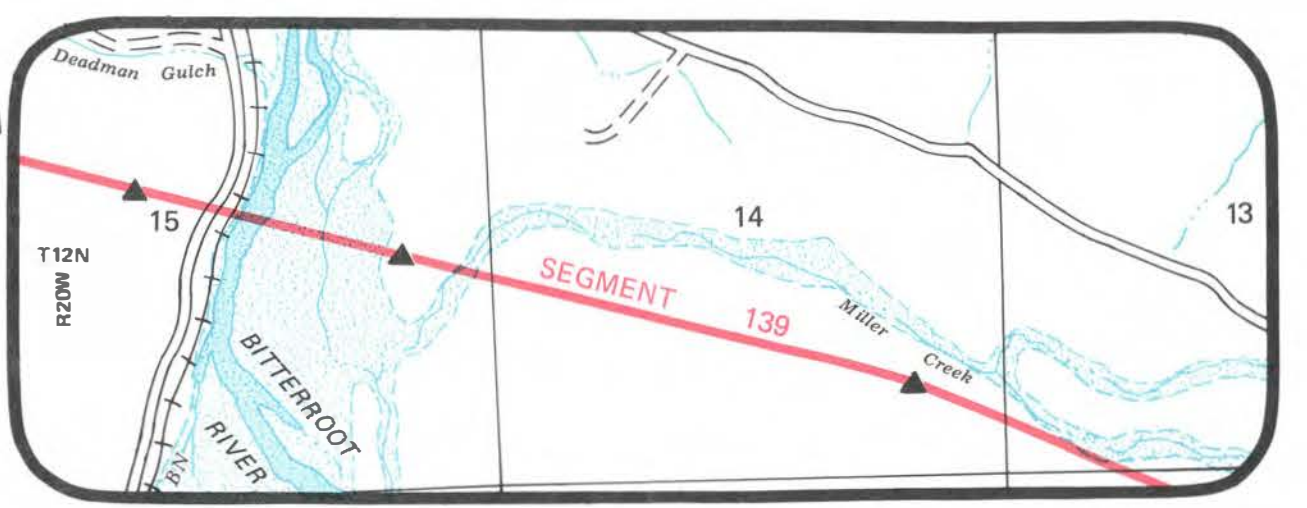 Deadman Gulch
15
14
13
T12N
R20W
SEGMENT 139
Miller Creek
BITTERROOT
RIVER
BN